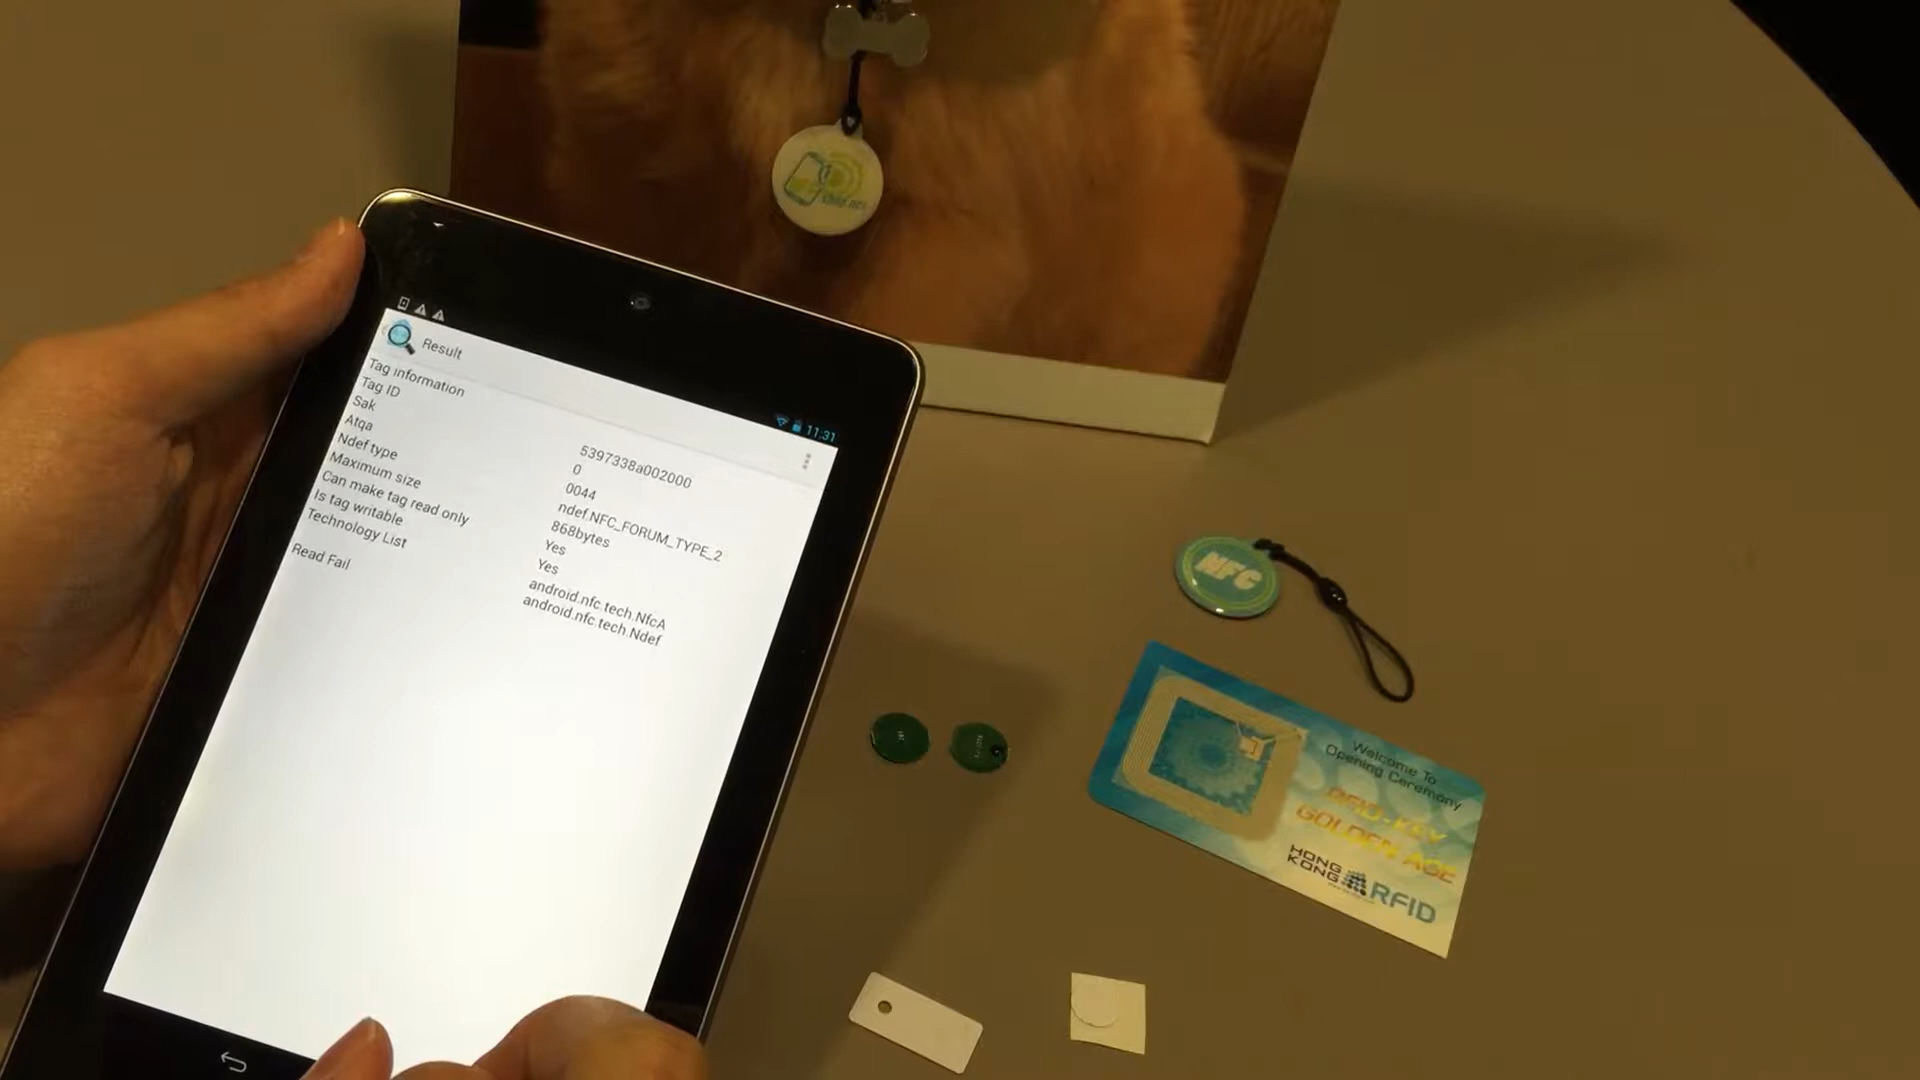 11:31
Result
Tag information
Tag ID
5397338a002000
Sak
0
Atqa
0044
Ndef type
ndef.NFC_FORUM_TYPE_2
Maximum size
868bytes
Can make tag read only
Yes
Is tag writable
Yes
Technology List
android.nfc.tech.NfcA
android.nfc.tech.Ndef
Read Fail
NFC
Welcome To
Opening Ceremony
RFID-KEY
GOLDEN AGE
HONG
KONG
RFID